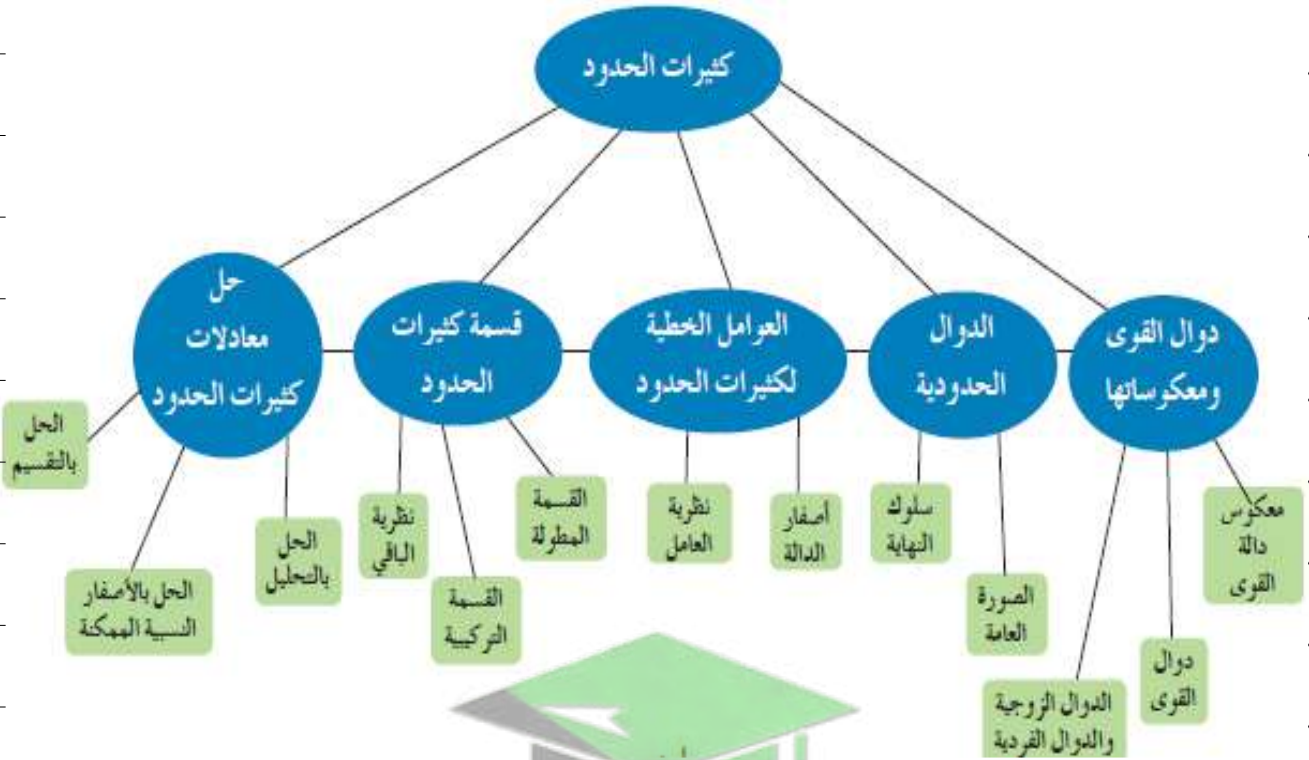 كثيرات الحدود
دوال القوى
ومعكوساتها
الدوال
الحدودية
العوامل الخطية
لكثيرات الحدود
قسمة كثيرات
الحدود
حل
معادلات
كثيرات الحدود
معكوس
دالة
القوى
دوال
القوى
الدوال الزوجية
والدوال الفردية
الصورة
العامة
سلوك
النهاية
أصفار
الدالة
نظرية
العامل
القسمة
المطولة
القسمة
التركيبية
نظرية
الباقي
الحل
بالتحليل
الحل بالأصفار
النسبية الممكنة
الحل
بالتقسيم